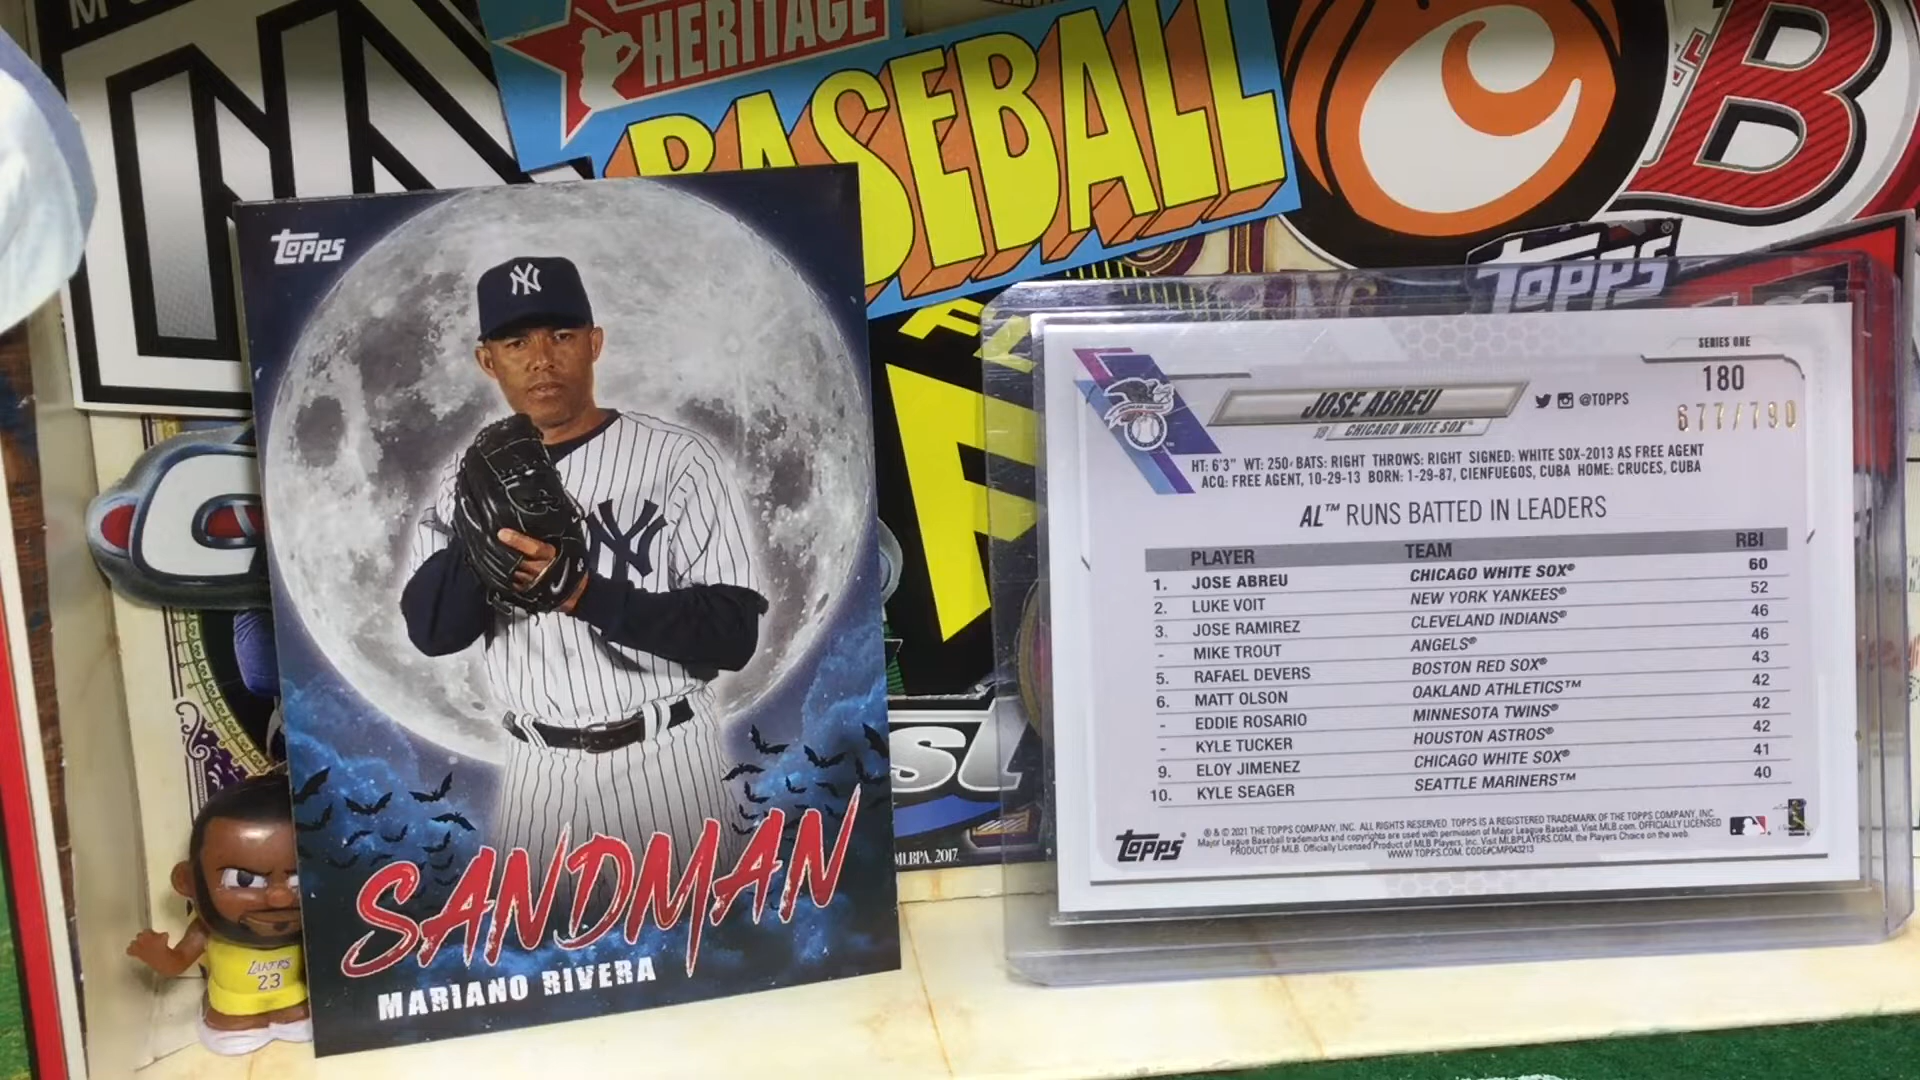 HERITAGE
BASEBALL
B
TOPPS
TOPPS
NY
NY
SANDMAN
MARIANO RIVERA
LAKERS
23
MLBPA. 2017.
SERIES ONE
180
677/790
JOSE ABREU
@TOPPS
1B CHICAGO WHITE SOX
HT: 6'3" WT: 250 BATS: RIGHT THROWS: RIGHT SIGNED: WHITE SOX-2013 AS FREE AGENT
ACQ: FREE AGENT, 10-29-13 BORN: 1-29-87, CIENFUEGOS, CUBA HOME: CRUCES, CUBA
AL™ RUNS BATTED IN LEADERS
PLAYER TEAM RBI
1. JOSE ABREU CHICAGO WHITE SOX® 60
2. LUKE VOIT NEW YORK YANKEES® 52
3. JOSE RAMIREZ CLEVELAND INDIANS® 46
- MIKE TROUT ANGELS® 46
5. RAFAEL DEVERS BOSTON RED SOX® 43
6. MATT OLSON OAKLAND ATHLETICS™ 42
- EDDIE ROSARIO MINNESOTA TWINS® 42
- KYLE TUCKER HOUSTON ASTROS® 42
9. ELOY JIMENEZ CHICAGO WHITE SOX® 41
10. KYLE SEAGER SEATTLE MARINERS™ 40
TOPPS
® & © 2021 THE TOPPS COMPANY, INC. ALL RIGHTS RESERVED. TOPPS IS A REGISTERED TRADEMARK OF THE TOPPS COMPANY, INC.
Major League Baseball trademarks and copyrights are used with permission of Major League Baseball. Visit MLB.com. OFFICIALLY LICENSED
PRODUCT OF MLB Players, Inc. Visit MLBPLAYERS.COM, the Players Choice on the web.
WWW.TOPPS.COM. CODE#CMP043213